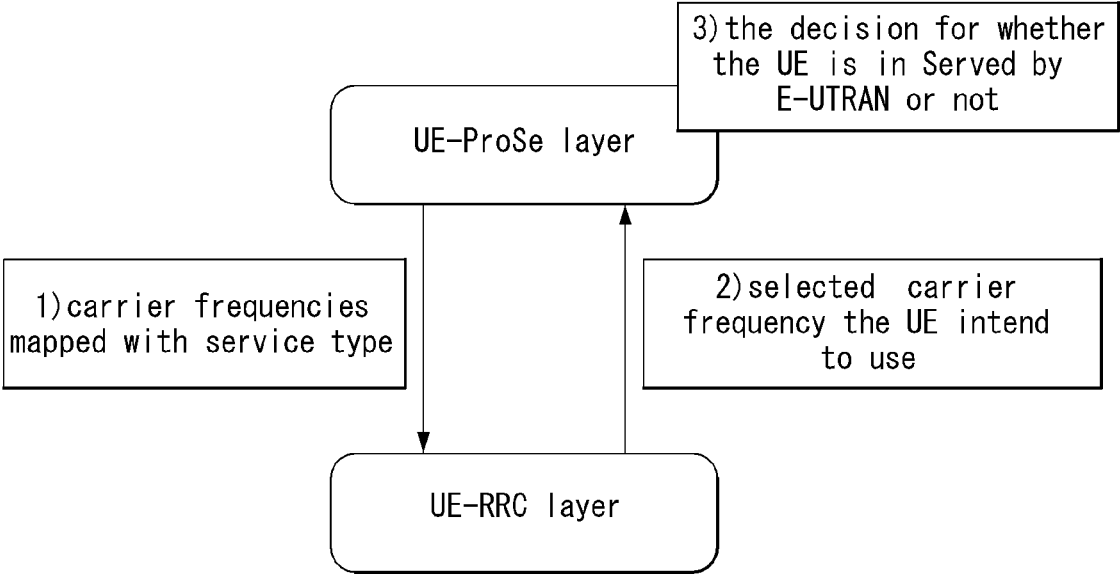 3)the decision for whether
the UE is in Served by
E-UTRAN or not
UE-ProSe layer
1)carrier frequencies
mapped with service type
2)selected carrier
frequency the UE intend
to use
UE-RRC layer